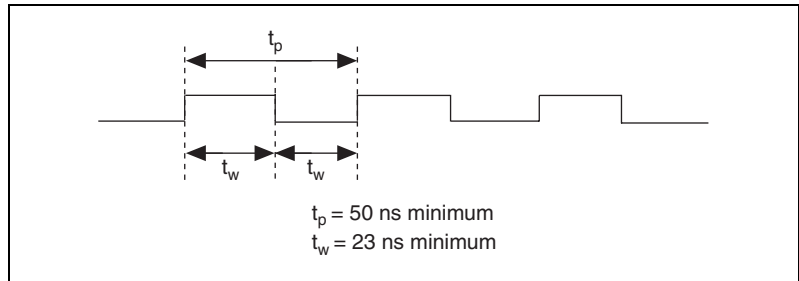 tp
tw tw
tp = 50 ns minimum
tw = 23 ns minimum